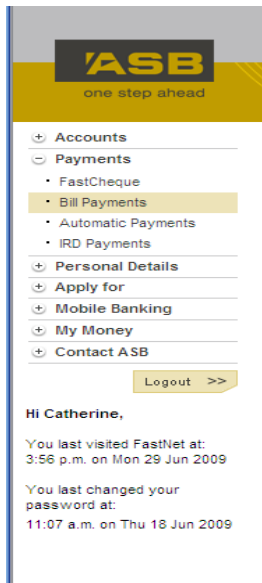 ASB
one step ahead
Accounts
Payments
FastCheque
Bill Payments
Automatic Payments
IRD Payments
Personal Details
Apply for
Mobile Banking
My Money
Contact ASB
Logout >>
Hi Catherine,
You last visited FastNet at:
3:56 p.m. on Mon 29 Jun 2009
You last changed your
password at:
11:07 a.m. on Thu 18 Jun 2009